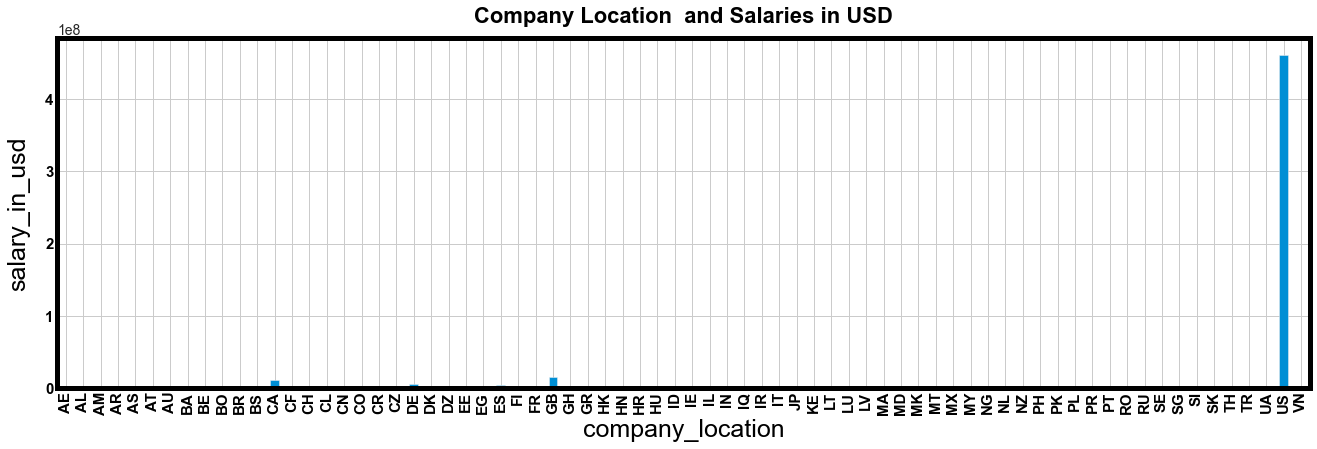 Company Location  and Salaries in USD
1e8
4
3
2
1
0
salary_in_usd
AE AL AM AR AS AT AU BA BE BO BR BS CA CF CH CL CN CO CR CZ DE DK DZ EE EG ES FI FR GB GH GR HK HN HR HU ID IE IL IN IQ IR IT JP KE LT LU LV MA MD MK MT MX MY NG NL NZ PH PK PL PR PT RO RU SE SG SI SK TH TR UA US VN
company_location